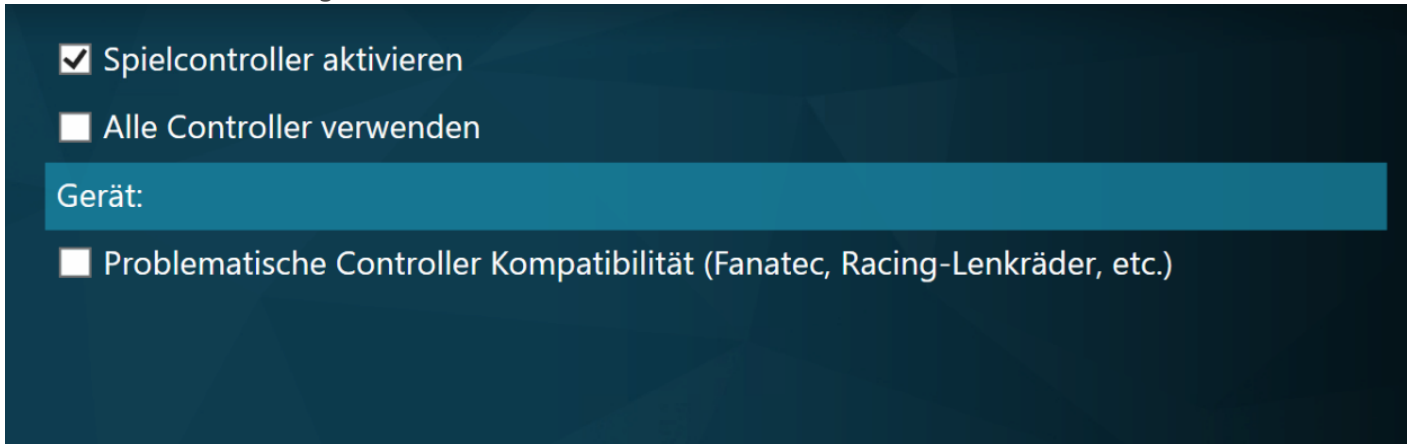 Spielcontroller aktivieren
Alle Controller verwenden
Gerät:
Problematische Controller Kompatibilität (Fanatec, Racing-Lenkräder, etc.)